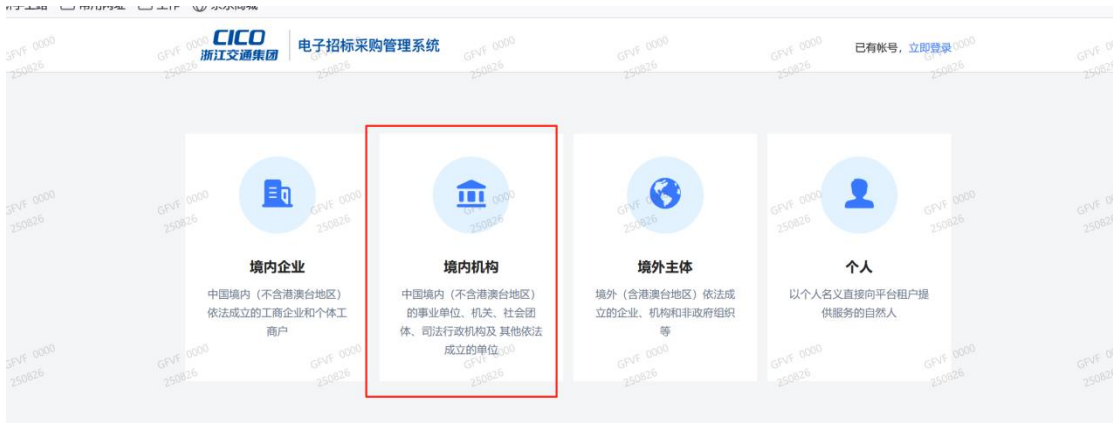 CICO
浙江交通集团
电子招标采购管理系统
已有帐号，立即登录
境内企业
中国境内（不含港澳台地区）
依法成立的工商企业和个体工
商户
境内机构
中国境内（不含港澳台地区）
的事业单位、机关、社会团
体、司法行政机构及 其他依法
成立的单位
境外主体
境外（含港澳台地区）依法成
立的企业、机构和非政府组织
等
个人
以个人名义直接向平台租户提
供服务的自然人
GFVF 0000
250826